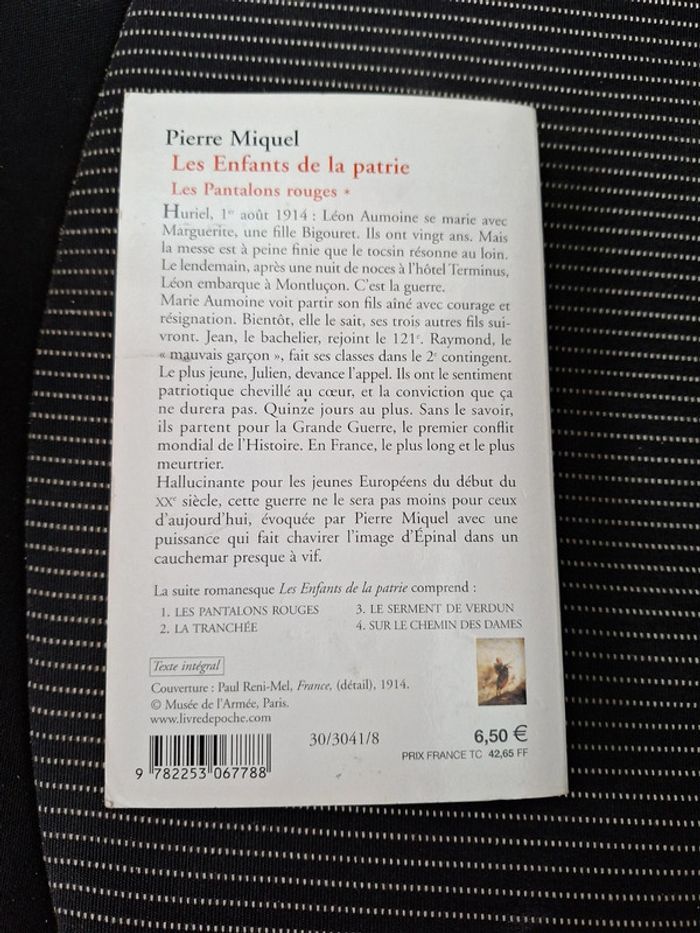 Pierre Miquel
Les Enfants de la patrie
Les Pantalons rouges *
Huriel, 1er août 1914 : Léon Aumoine se marie avec
Marguerite, une fille Bigouret. Ils ont vingt ans. Mais
la messe est à peine finie que le tocsin résonne au loin.
Le lendemain, après une nuit de noces à l'hôtel Terminus,
Léon embarque à Montluçon. C'est la guerre.
Marie Aumoine voit partir son fils aîné avec courage et
résignation. Bientôt, elle le sait, ses trois autres fils sui-
vront. Jean, le bachelier, rejoint le 121e. Raymond, le
« mauvais garçon », fait ses classes dans le 2e contingent.
Le plus jeune, Julien, devance l'appel. Ils ont le sentiment
patriotique chevillé au cœur, et la conviction que ça
ne durera pas. Quinze jours au plus. Sans le savoir,
ils partent pour la Grande Guerre, le premier conflit
mondial de l'Histoire. En France, le plus long et le plus
meurtrier.
Hallucinante pour les jeunes Européens du début du
XXe siècle, cette guerre ne le sera pas moins pour ceux
d'aujourd'hui, évoquée par Pierre Miquel avec une
puissance qui fait chavirer l'image d'Épinal dans un
cauchemar presque à vif.
La suite romanesque Les Enfants de la patrie comprend :
1. LES PANTALONS ROUGES
2. LA TRANCHÉE
3. LE SERMENT DE VERDUN
4. SUR LE CHEMIN DES DAMES
Texte intégral
Couverture : Paul Reni-Mel, France, (détail), 1914.
© Musée de l'Armée, Paris.
www.livredepoche.com
30/3041/8
6,50 €
PRIX FRANCE TC 42,65 FF
9 782253 067788